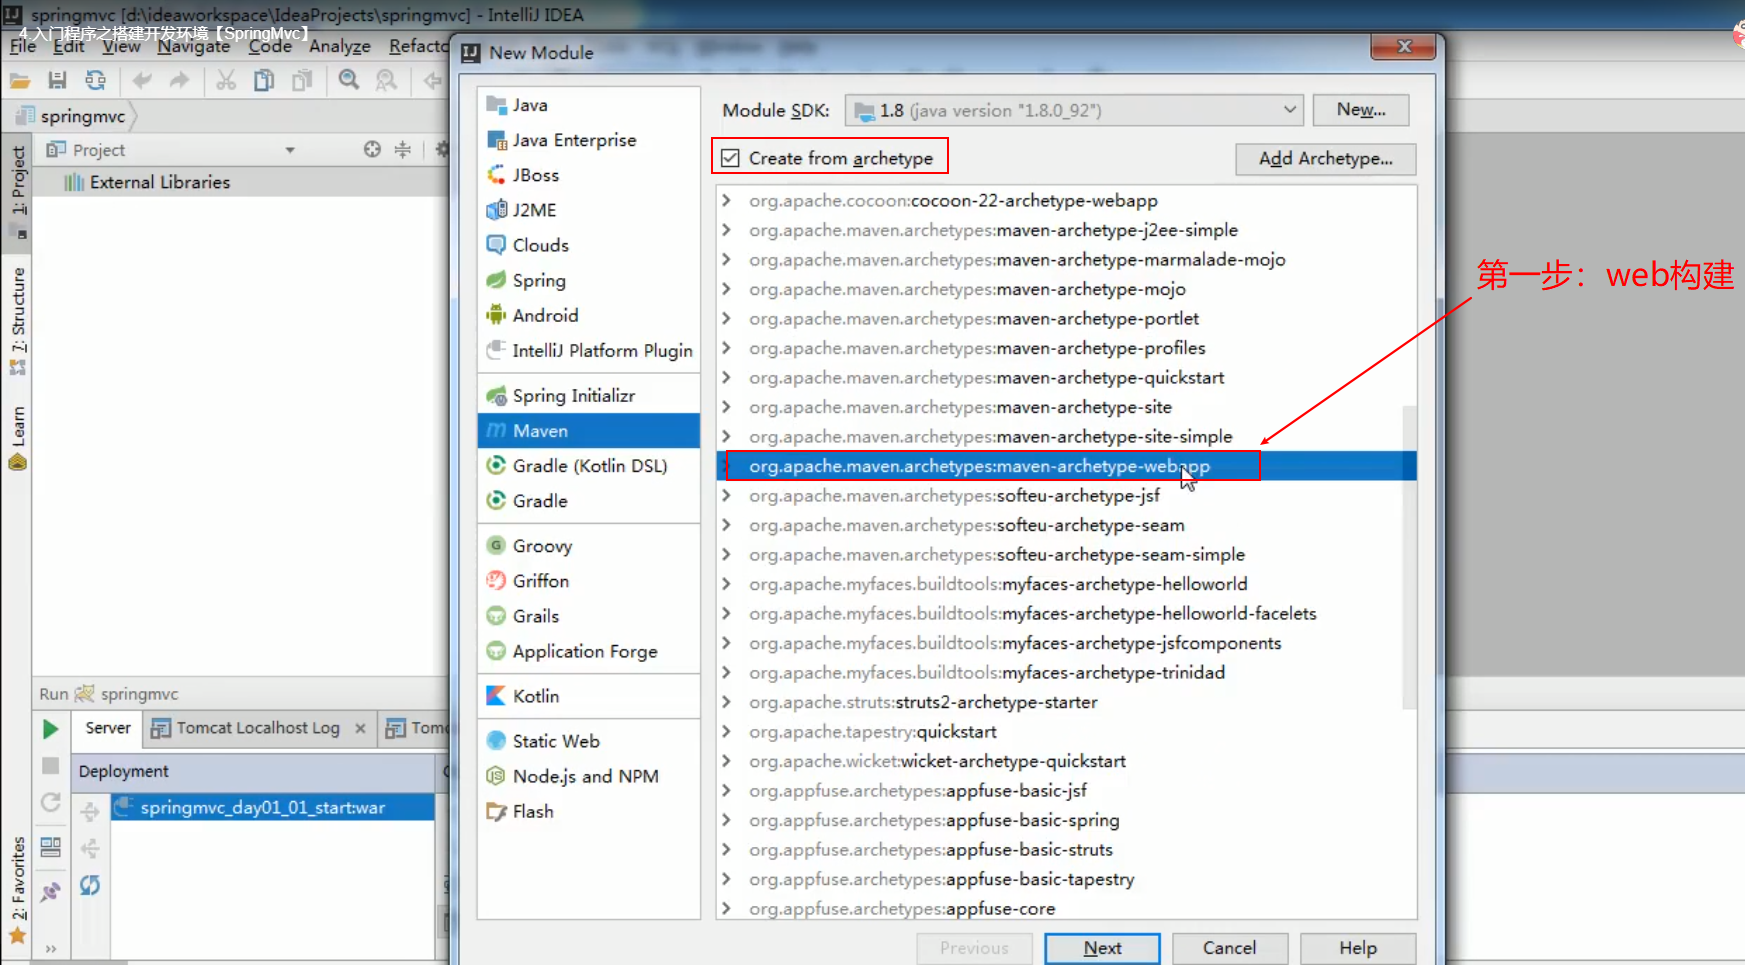 springmvc [d:\ideaworkspace\IdeaProjects\springmvc] - IntelliJ IDEA
4.入门程序之搭建开发环境【SpringMvc】
File Edit View Navigate Code Analyze Refacto
springmvc
Project
External Libraries
1: Project
7: Structure
Learn
2: Favorites
Run springmvc
Server
Tomcat Localhost Log
Tomc
Deployment
springmvc_day01_01_start:war
New Module
Java
Java Enterprise
JBoss
J2ME
Clouds
Spring
Android
IntelliJ Platform Plugin
Spring Initializr
Maven
Gradle (Kotlin DSL)
Gradle
Groovy
Griffon
Grails
Application Forge
Kotlin
Static Web
Node.js and NPM
Flash
Module SDK: 1.8 (java version "1.8.0_92") New...
Create from archetype Add Archetype...
org.apache.cocoon:cocoon-22-archetype-webapp
org.apache.maven.archetypes:maven-archetype-j2ee-simple
org.apache.maven.archetypes:maven-archetype-marmalade-mojo
org.apache.maven.archetypes:maven-archetype-mojo
org.apache.maven.archetypes:maven-archetype-portlet
org.apache.maven.archetypes:maven-archetype-profiles
org.apache.maven.archetypes:maven-archetype-quickstart
org.apache.maven.archetypes:maven-archetype-site
org.apache.maven.archetypes:maven-archetype-site-simple
org.apache.maven.archetypes:maven-archetype-webapp
org.apache.maven.archetypes:softeu-archetype-jsf
org.apache.maven.archetypes:softeu-archetype-seam
org.apache.maven.archetypes:softeu-archetype-seam-simple
org.apache.myfaces.buildtools:myfaces-archetype-helloworld
org.apache.myfaces.buildtools:myfaces-archetype-helloworld-facelets
org.apache.myfaces.buildtools:myfaces-archetype-jsfcomponents
org.apache.myfaces.buildtools:myfaces-archetype-trinidad
org.apache.struts:struts2-archetype-starter
org.apache.tapestry:quickstart
org.apache.wicket:wicket-archetype-quickstart
org.appfuse.archetypes:appfuse-basic-jsf
org.appfuse.archetypes:appfuse-basic-spring
org.appfuse.archetypes:appfuse-basic-struts
org.appfuse.archetypes:appfuse-basic-tapestry
org.appfuse.archetypes:appfuse-core
Previous Next Cancel Help
第一步：web构建